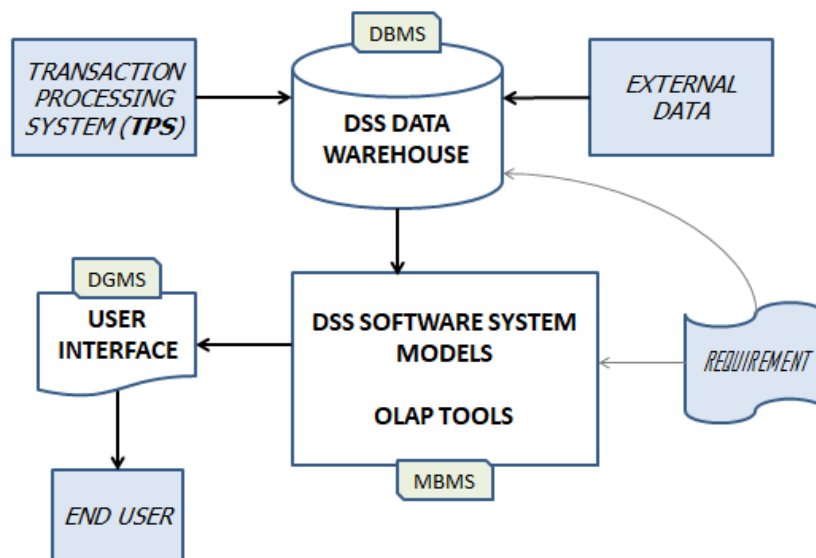 DBMS
TRANSACTION
PROCESSING
SYSTEM (TPS)
DSS DATA
WAREHOUSE
EXTERNAL
DATA
DGMS
USER
INTERFACE
DSS SOFTWARE SYSTEM
MODELS
OLAP TOOLS
REQUIREMENT
MBMS
END USER